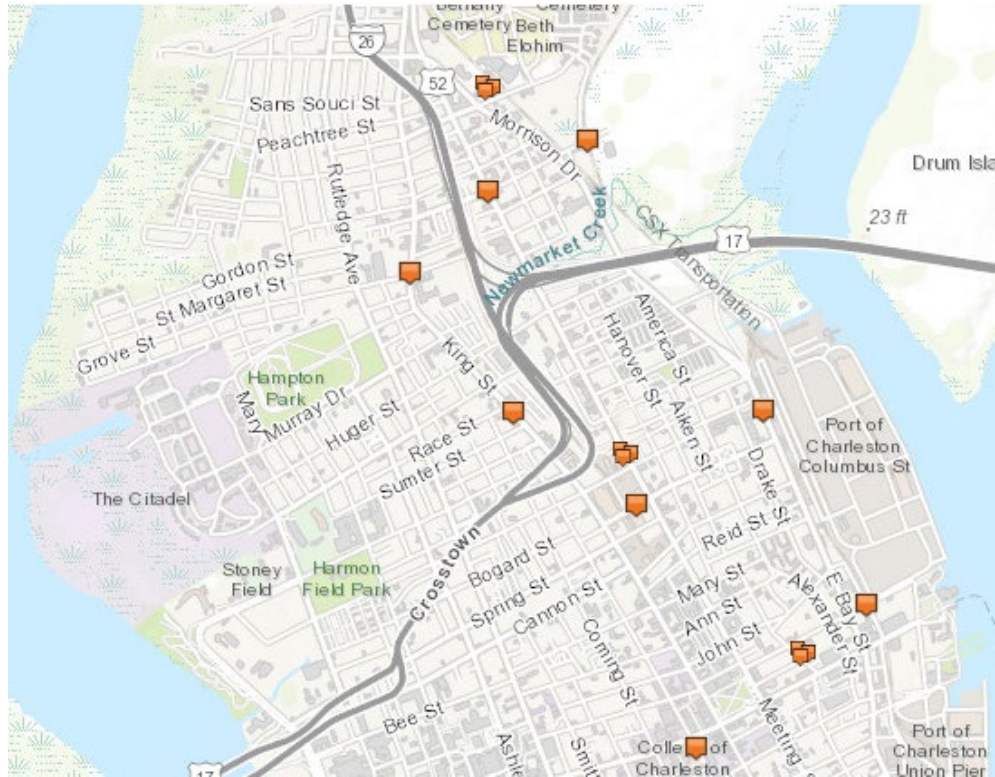 Bethany
Cemetery
Cemetery
Beth
Elohim
26
52
Sans Souci St
Peachtree St
Morrison Dr
Rutledge Ave
Drum Isla
23 ft
Newmarket Creek
CSX Transportation
17
Gordon St
St Margaret St
Grove St
America St
Hanover St
King St
Hampton
Park
Mary
Murray Dr
Huger St
Race St
Sumter St
Aiken St
Port of
Charleston
Columbus St
The Citadel
Drake St
Reid St
Stoney
Field
Harmon
Field Park
Crosstown
Bogard St
Spring St
Cannon St
Mary St
Ann St
John St
Alexander St
E Bay St
Coming St
Bee St
Meeting S
Ashle
Smit
Colle of
Charleston
Port of
Charleston
Union Pier
17